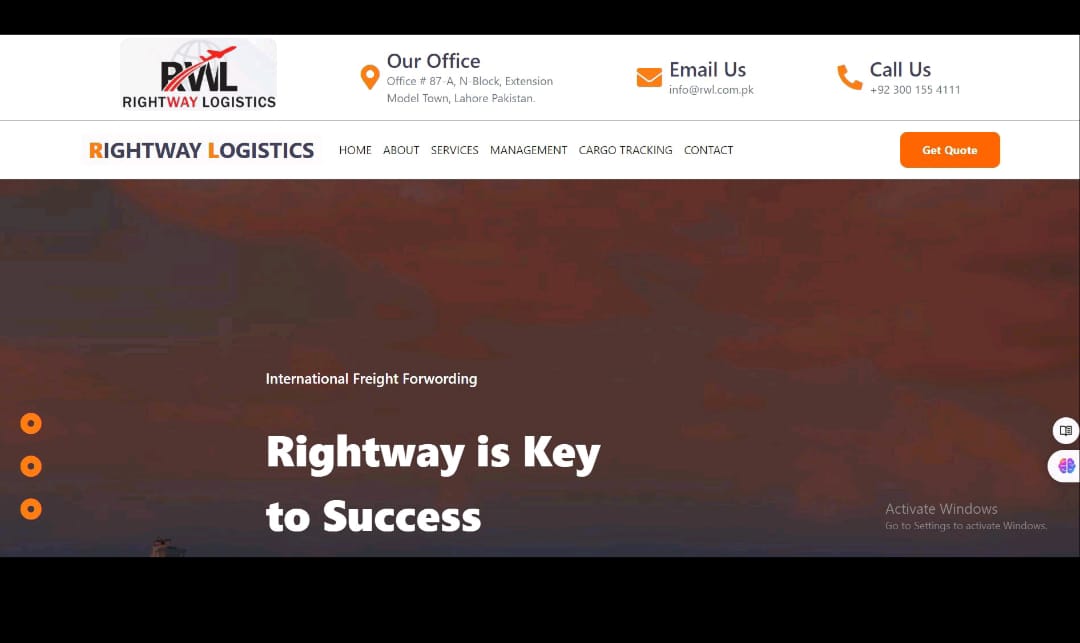 RWL
RIGHTWAY LOGISTICS
Our Office
Office # 87-A, N-Block, Extension
Model Town, Lahore Pakistan.
Email Us
info@rwl.com.pk
Call Us
+92 300 155 4111
RIGHTWAY LOGISTICS
HOME ABOUT SERVICES MANAGEMENT CARGO TRACKING CONTACT
Get Quote
International Freight Forwording
Rightway is Key
to Success
Activate Windows
Go to Settings to activate Windows.